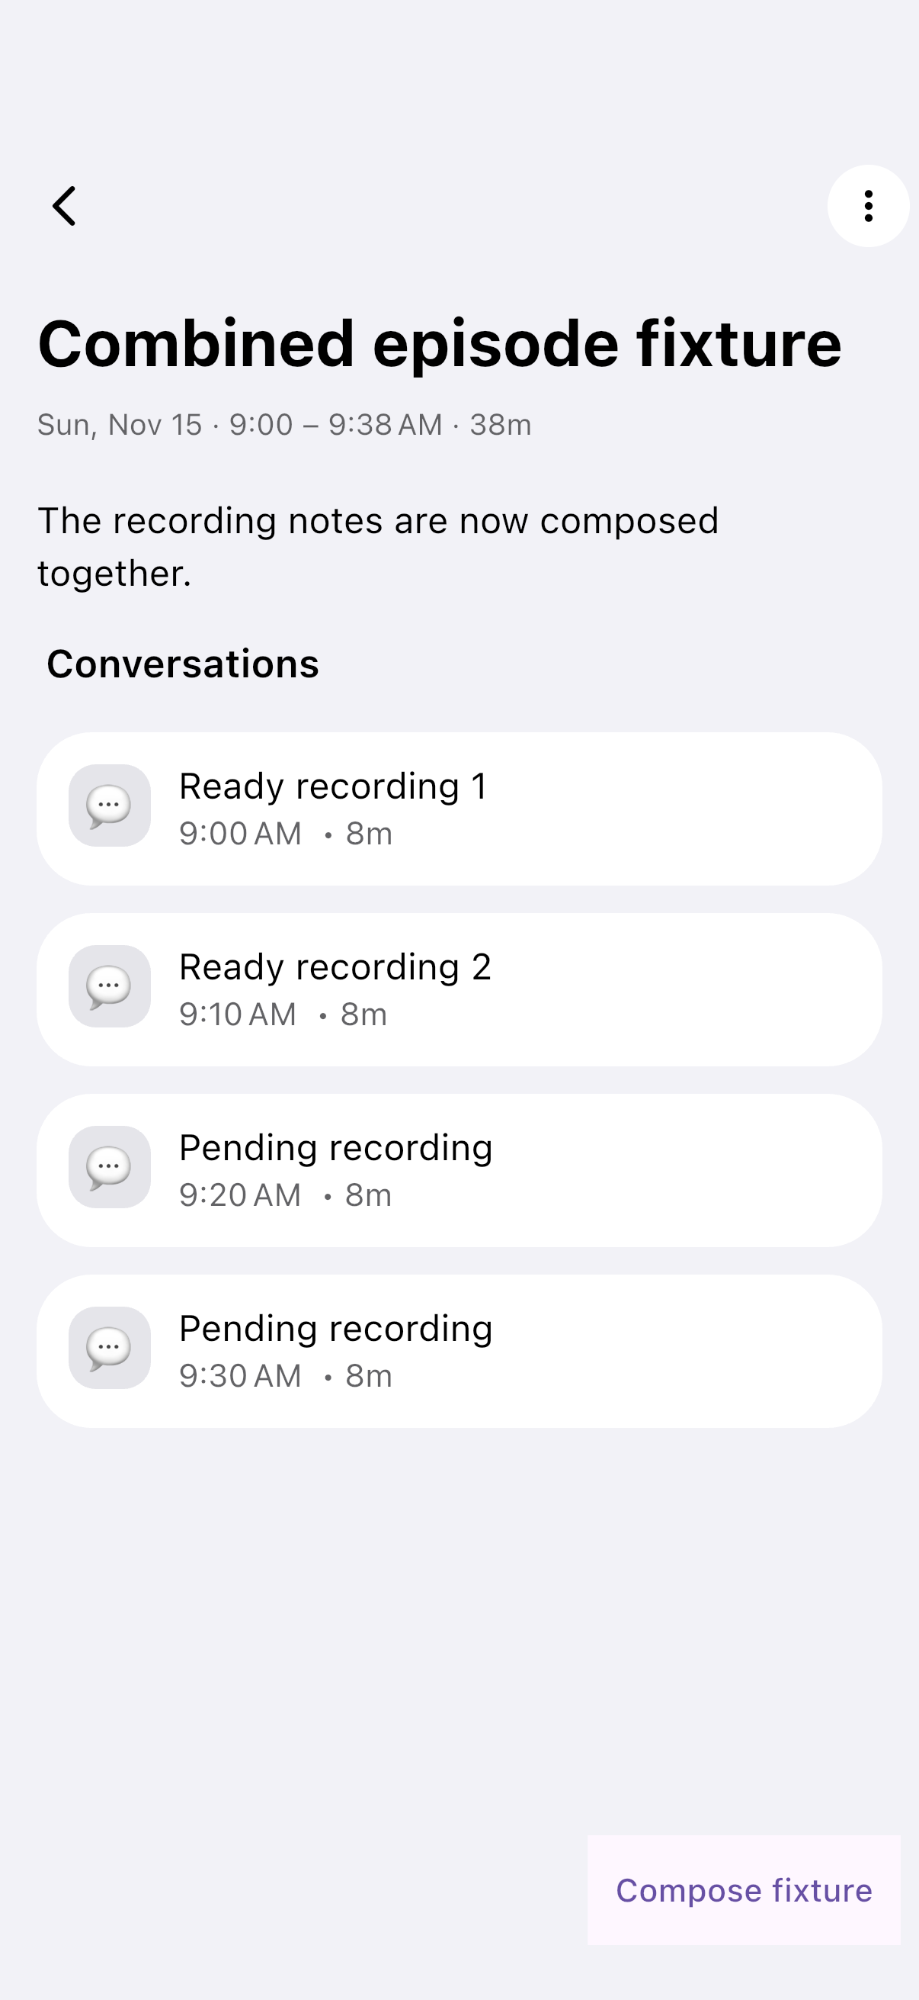 Combined episode fixture
Sun, Nov 15 · 9:00 – 9:38 AM · 38m
The recording notes are now composed
together.
Conversations
Ready recording 1
9:00 AM • 8m
Ready recording 2
9:10 AM • 8m
Pending recording
9:20 AM • 8m
Pending recording
9:30 AM • 8m
Compose fixture